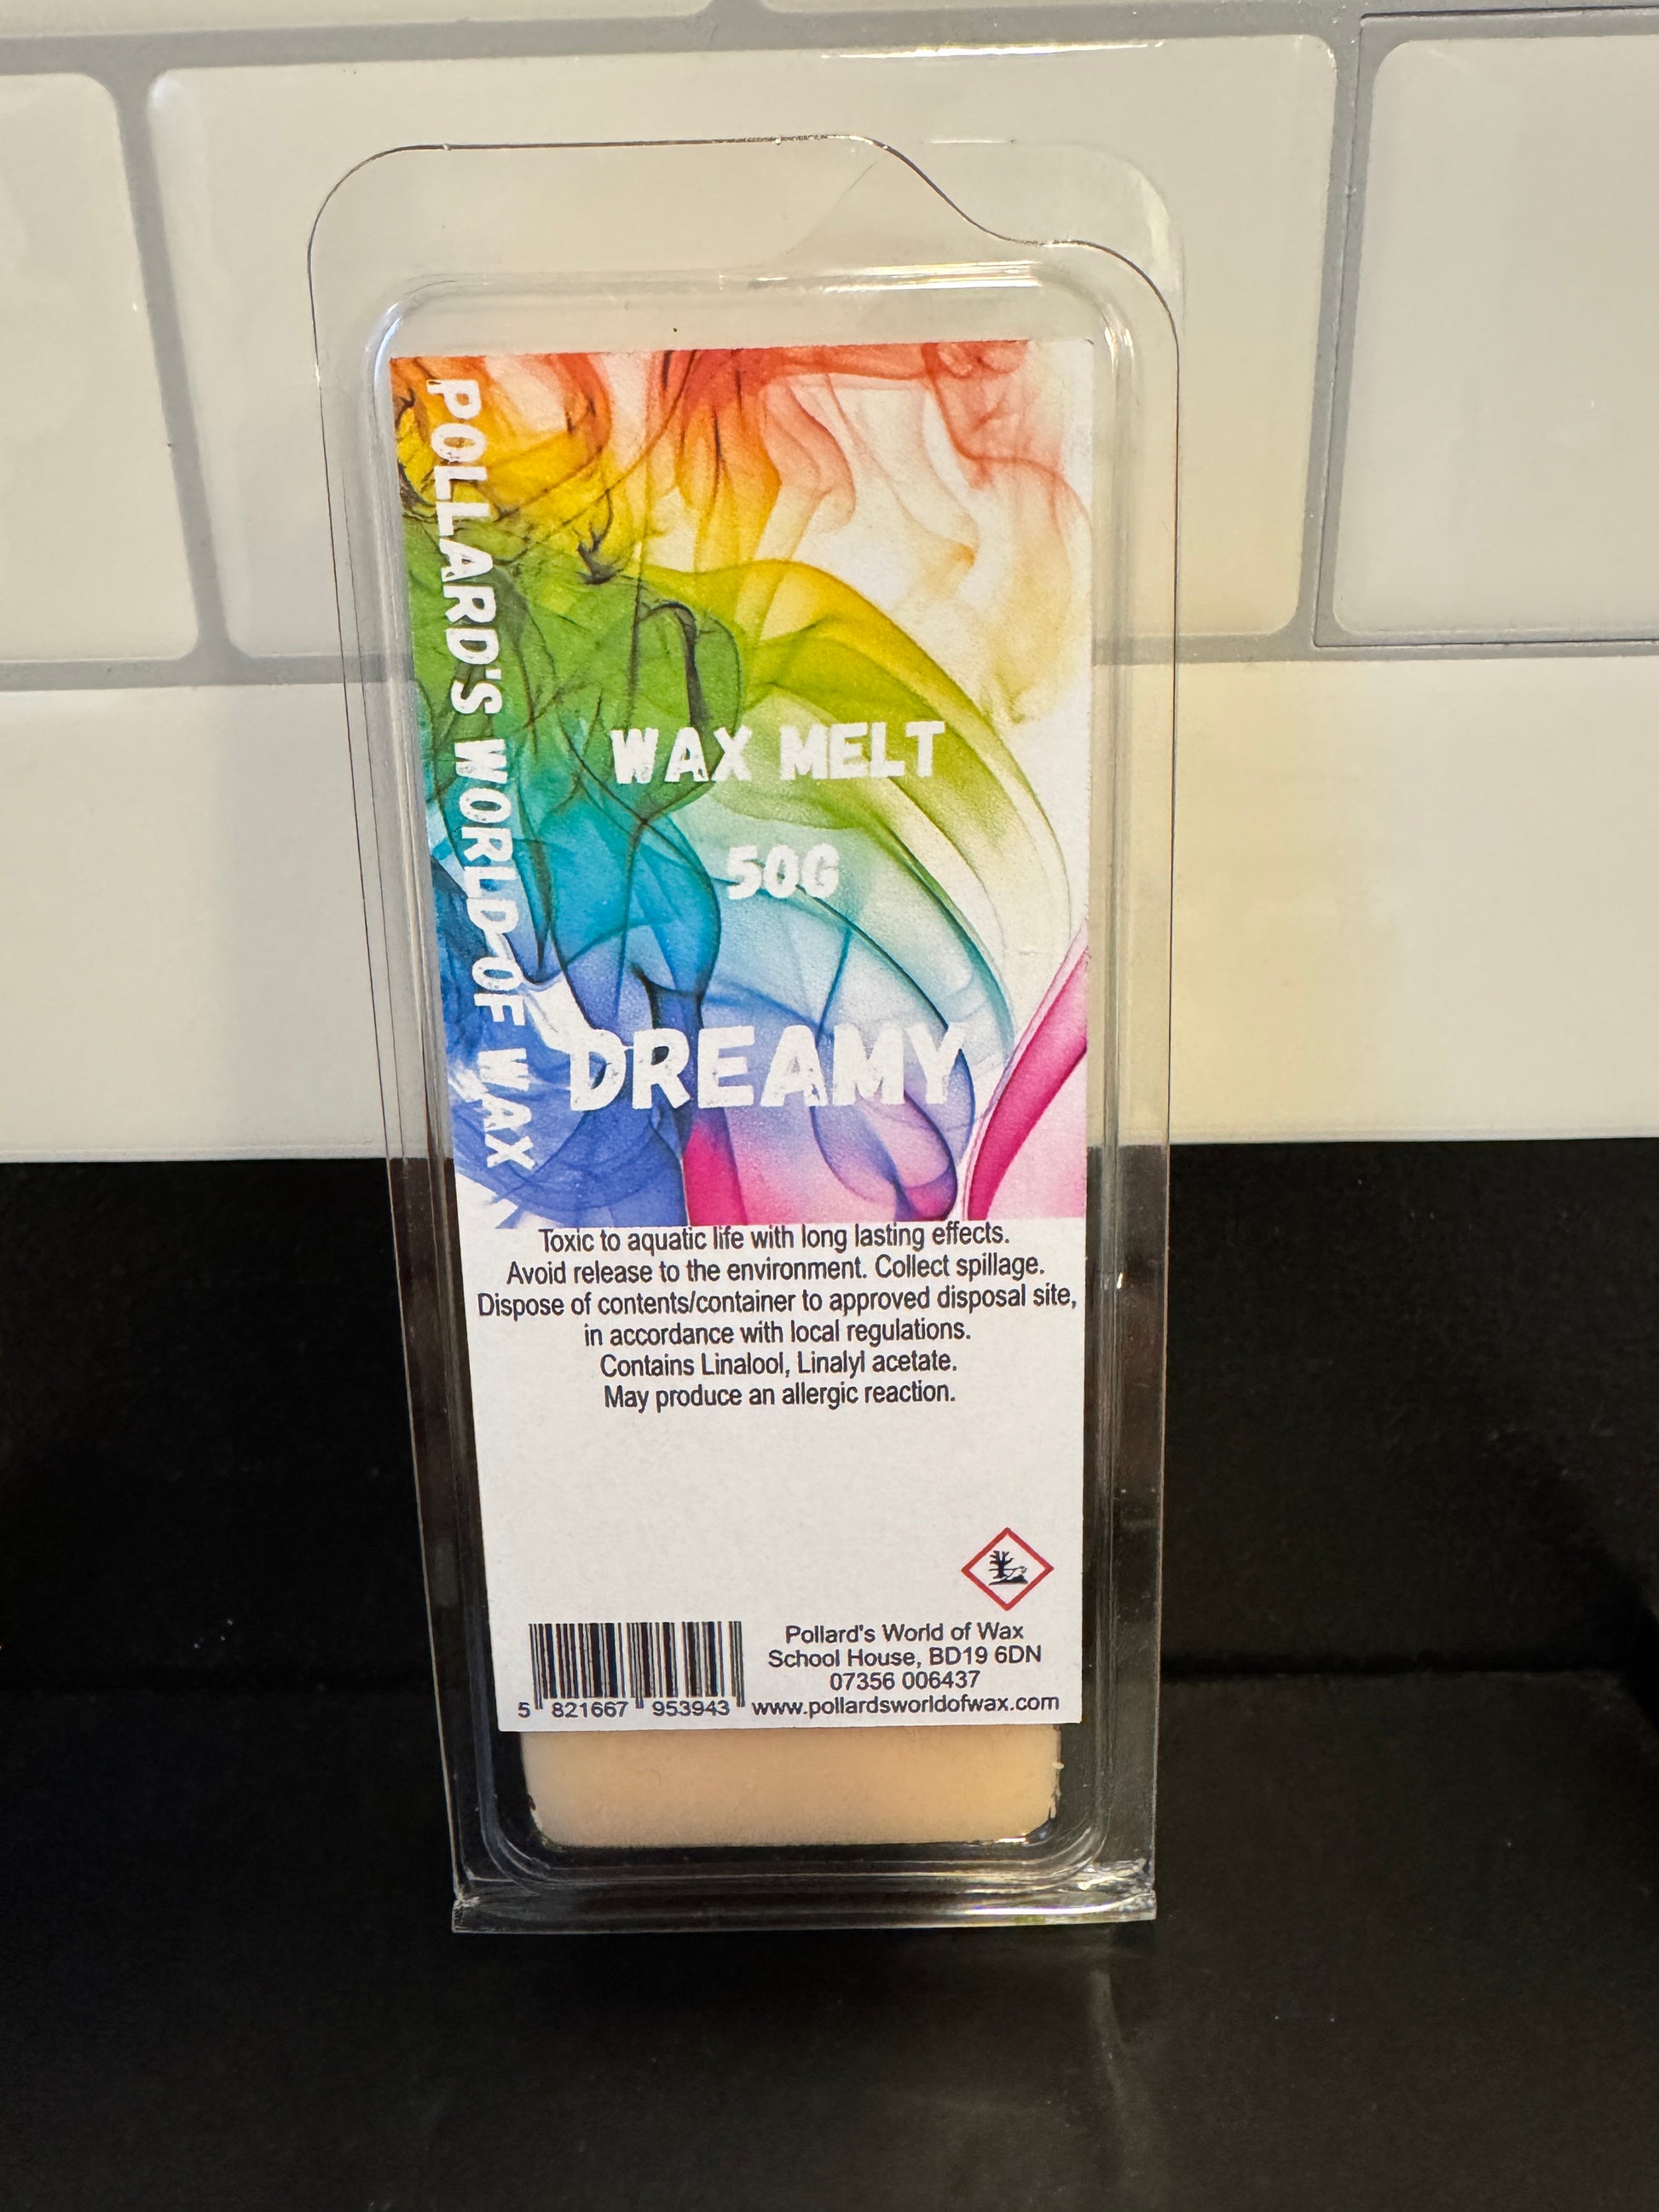 POLLARD'S WORLD OF WAX
WAX MELT
50G
DREAMY
Toxic to aquatic life with long lasting effects.
Avoid release to the environment. Collect spillage.
Dispose of contents/container to approved disposal site,
in accordance with local regulations.
Contains Linalool, Linalyl acetate.
May produce an allergic reaction.
Pollard's World of Wax
School House, BD19 6DN
07356 006437
www.pollardsworldofwax.com
5 821667 953943